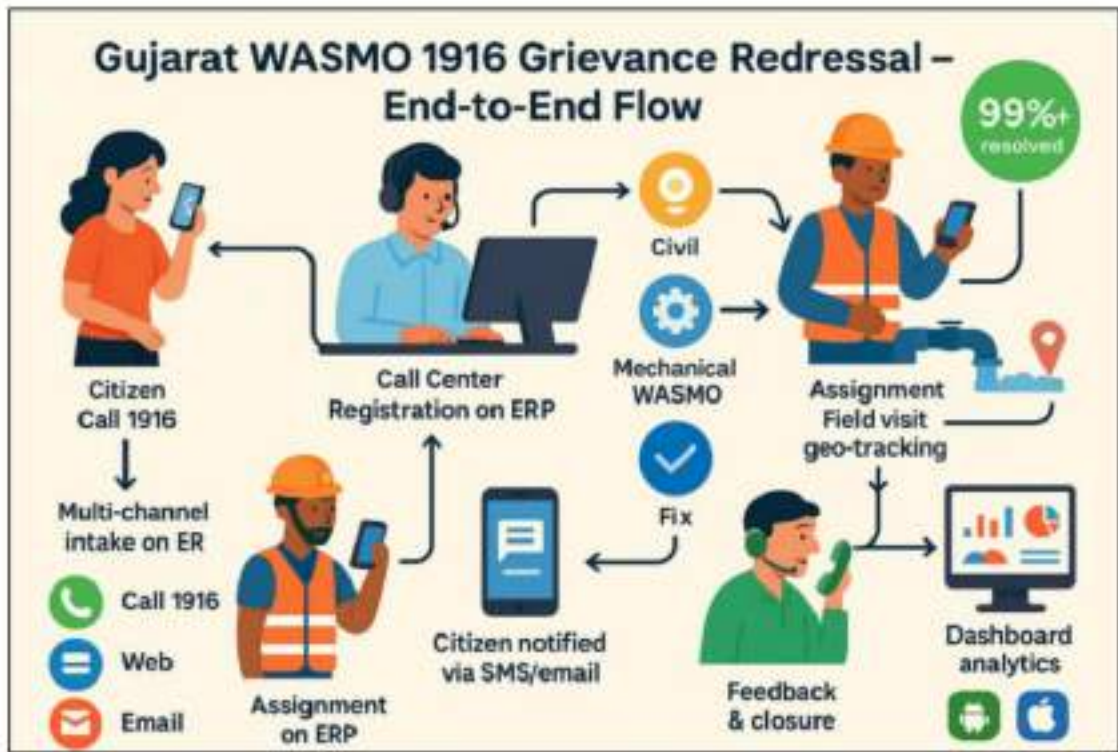 Gujarat WASMO 1916 Grievance Redressal –
End-to-End Flow
99%+
resolved
Citizen
Call 1916
Call Center
Registration on ERP
Civil
Mechanical
WASMO
Fix
Assignment
Field visit
geo-tracking
Multi-channel
intake on ER
Call 1916
Web
Email
Assignment
on ERP
Citizen notified
via SMS/email
Feedback
& closure
Dashboard
analytics